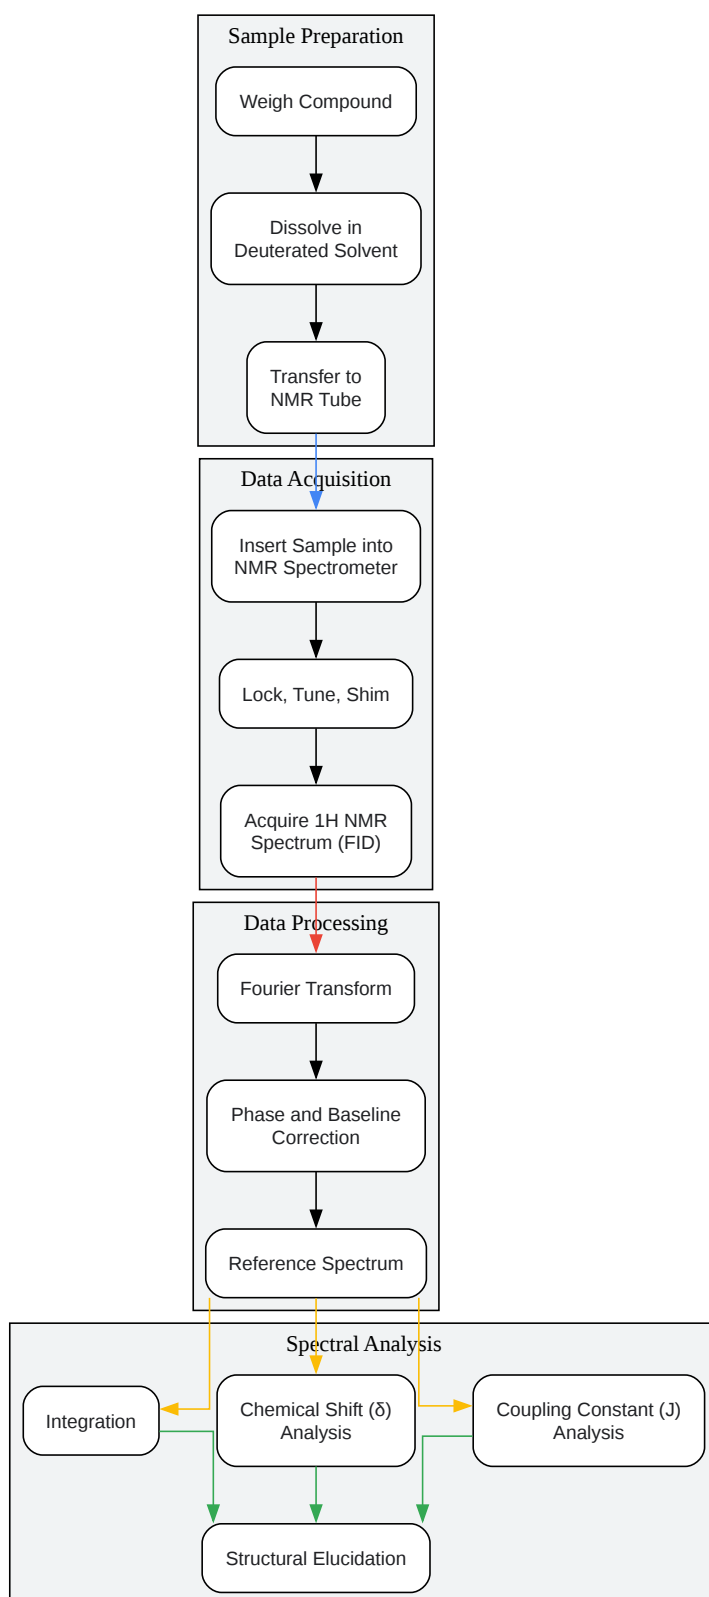 Sample Preparation
Weigh Compound
Dissolve in
Deuterated Solvent
Transfer to
NMR Tube
Data Acquisition
Insert Sample into
NMR Spectrometer
Lock, Tune, Shim
Acquire 1H NMR
Spectrum (FID)
Data Processing
Fourier Transform
Phase and Baseline
Correction
Reference Spectrum
Spectral Analysis
Integration
Chemical Shift (δ)
Analysis
Coupling Constant (J)
Analysis
Structural Elucidation